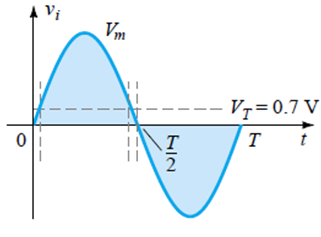 v_i
V_m
V_T = 0.7 V
0
T/2
T
t